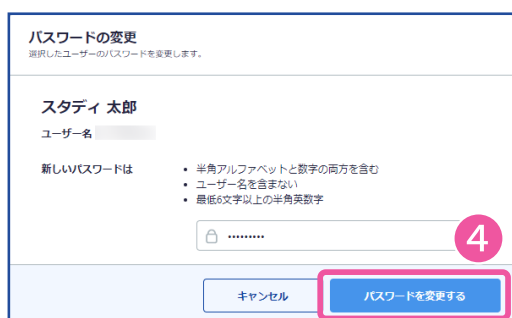 パスワードの変更
選択したユーザーのパスワードを変更します。
スタディ 太郎
ユーザー名
新しいパスワードは
• 半角アルファベットと数字の両方を含む
• ユーザー名を含まない
• 最低6文字以上の半角英数字
•••••••••
4
キャンセル
パスワードを変更する